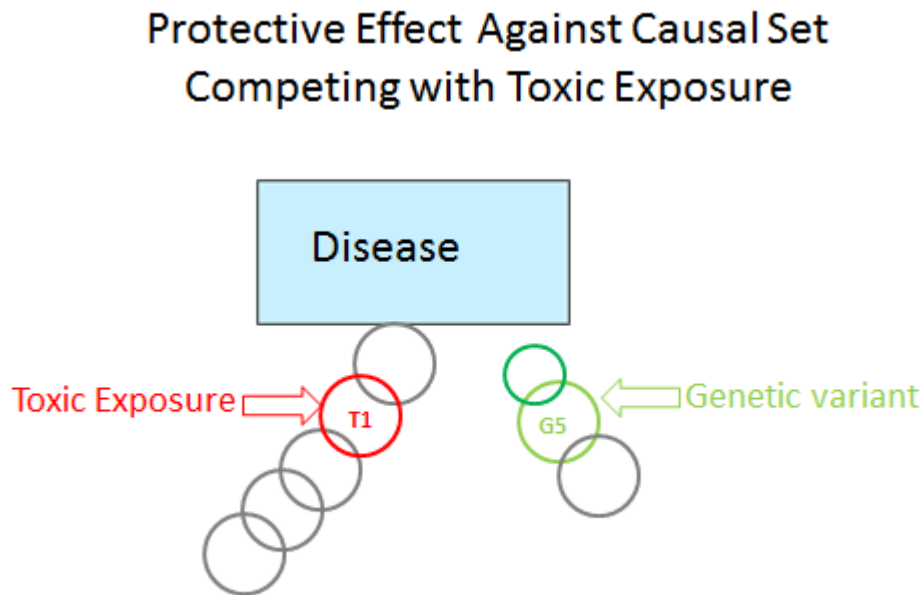 Protective Effect Against Causal Set
Competing with Toxic Exposure
Disease
Toxic Exposure
T1
G5
Genetic variant